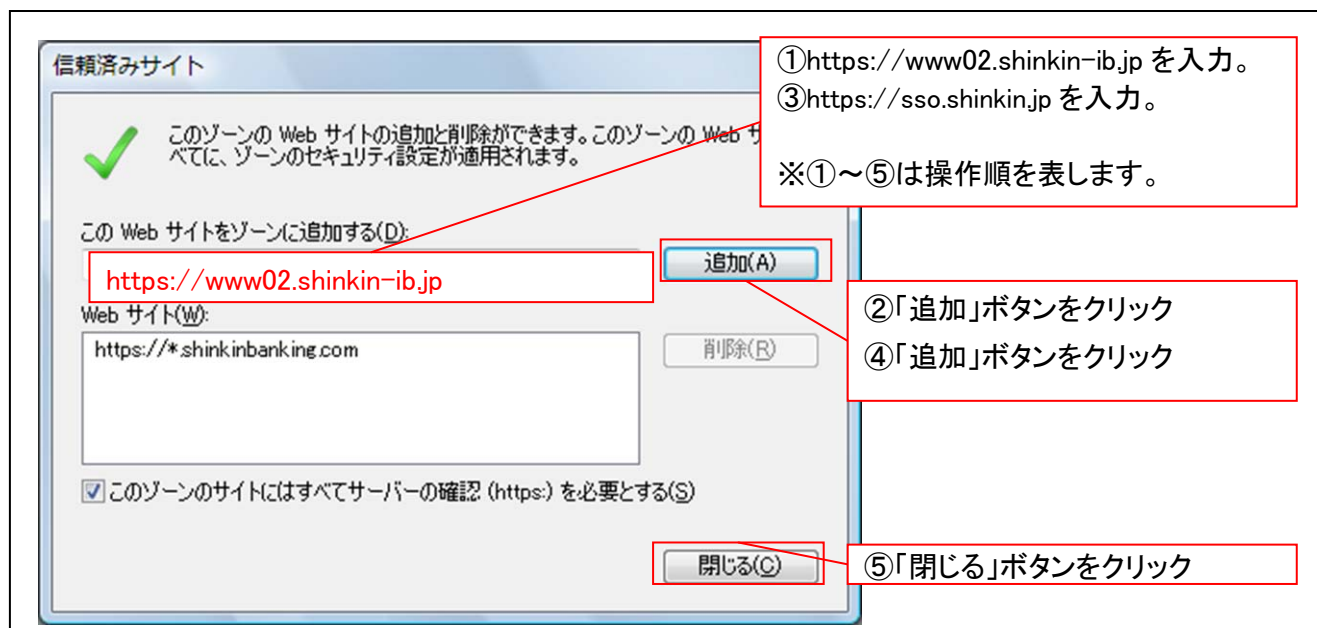 信頼済みサイト
①https://www02.shinkin-ib.jp を入力。
③https://sso.shinkin.jp を入力。
※①～⑤は操作順を表します。
このゾーンの Web サイトの追加と削除ができます。このゾーンの Web サ
べてに、ゾーンのセキュリティ設定が適用されます。
この Web サイトをゾーンに追加する(D):
https://www02.shinkin-ib.jp
追加(A)
②「追加」ボタンをクリック
④「追加」ボタンをクリック
Web サイト(W):
https://*.shinkinbanking.com
削除(R)
このゾーンのサイトにはすべてサーバーの確認 (https:) を必要とする(S)
閉じる(C)
⑤「閉じる」ボタンをクリック